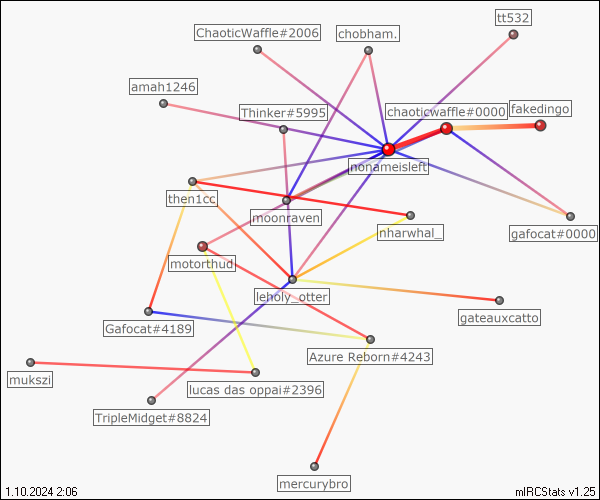 tt532
ChaoticWaffle#2006
chobham.
amah1246
Thinker#5995
chaoticwaffle#0000
fakedingo
nonameisleft
then1cc
moonraven
nharwhal_
gafocat#0000
motorthud
leholy_otter
Gafocat#4189
gateauxcatto
Azure Reborn#4243
mukszi
lucas das oppai#2396
TripleMidget#8824
mercurybro
1.10.2024 2:06
mIRCStats v1.25